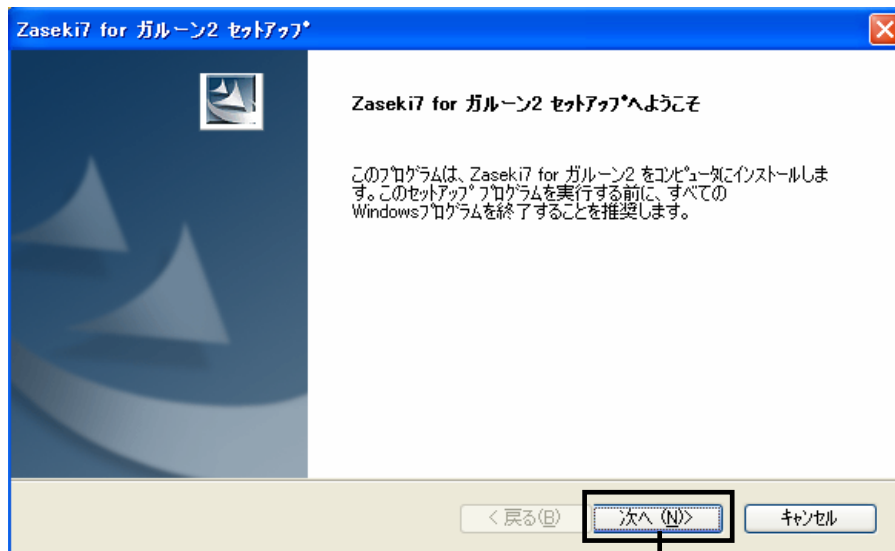 Zaseki7 for ガルーン2 セットアップ
Zaseki7 for ガルーン2 セットアップへようこそ
このプログラムは、Zaseki7 for ガルーン2 をコンピュータにインストールしま
す。このセットアップ プログラムを実行する前に、すべての
Windowsプログラムを終了することを推奨します。
< 戻る(B)
次へ (N)>
キャンセル